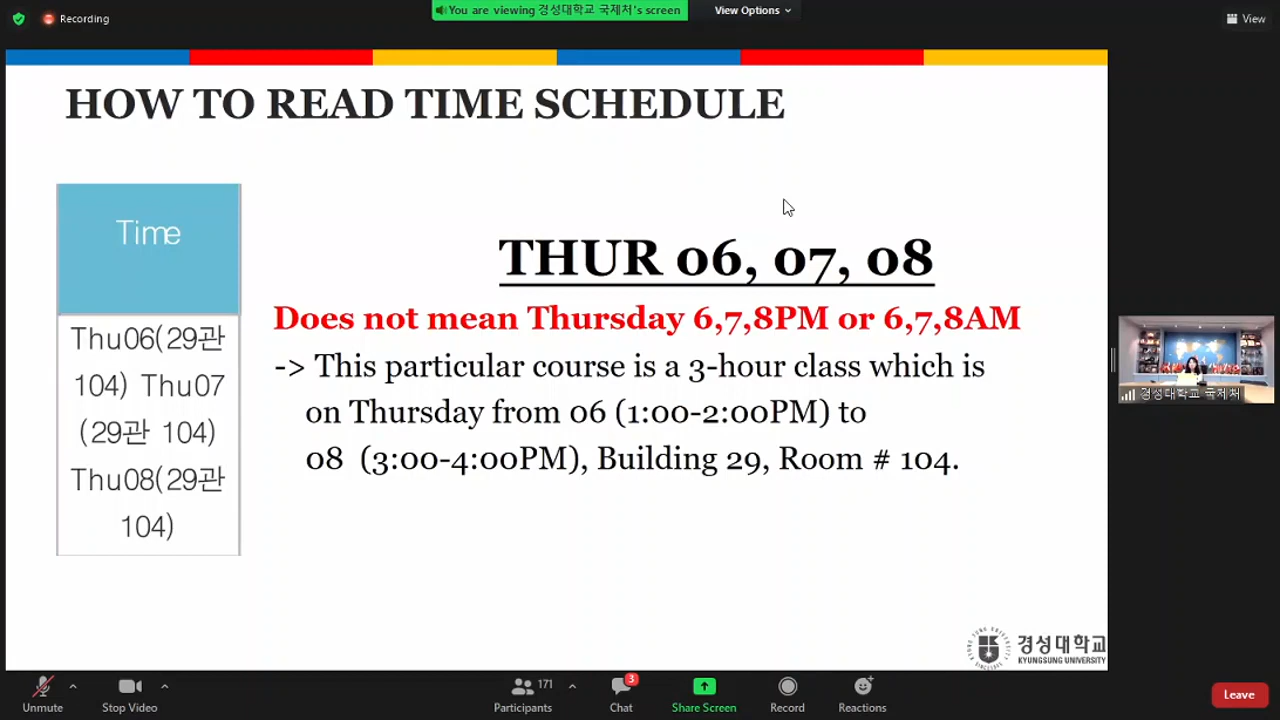 Recording
You are viewing 경성대학교 국제처's screen
View Options
View
HOW TO READ TIME SCHEDULE
Time
Thu06(29관
104) Thu07
(29관 104)
Thu08(29관
104)
THUR 06, 07, 08
Does not mean Thursday 6,7,8PM or 6,7,8AM
-> This particular course is a 3-hour class which is
on Thursday from 06 (1:00-2:00PM) to
08 (3:00-4:00PM), Building 29, Room # 104.
경성대학교 국제처
경성대학교
KYUNGSUNG UNIVERSITY
Unmute
Stop Video
171
Participants
3
Chat
Share Screen
Record
Reactions
Leave